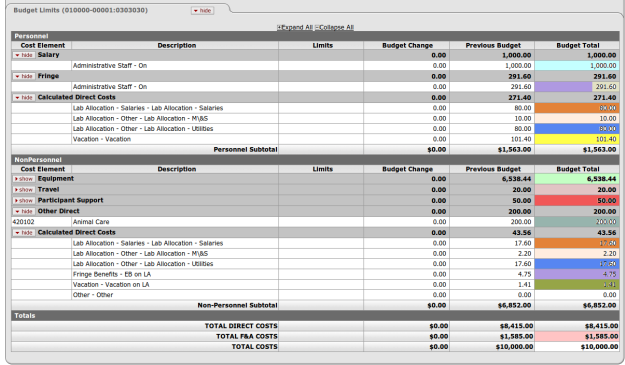 Budget Limits (010000-00001:0303030) hide
Expand All Collapse All
Personnel
Cost Element Description Limits Budget Change Previous Budget Budget Total
hide Salary 0.00 1,000.00 1,000.00
Administrative Staff - On 0.00 1,000.00 1,000.00
hide Fringe 0.00 291.60 291.60
Administrative Staff - On 0.00 291.60 291.60
hide Calculated Direct Costs 0.00 271.40 271.40
Lab Allocation - Salaries - Lab Allocation - Salaries 0.00 80.00 80.00
Lab Allocation - Other - Lab Allocation - M\&S 0.00 10.00 10.00
Lab Allocation - Other - Lab Allocation - Utilities 0.00 80.00 80.00
Vacation - Vacation 0.00 101.40 101.40
Personnel Subtotal $0.00 $1,563.00 $1,563.00
NonPersonnel
Cost Element Description Limits Budget Change Previous Budget Budget Total
show Equipment 0.00 6,538.44 6,538.44
show Travel 0.00 20.00 20.00
show Participant Support 0.00 50.00 50.00
hide Other Direct 0.00 200.00 200.00
420102 Animal Care 0.00 200.00 200.00
hide Calculated Direct Costs 0.00 43.56 43.56
Lab Allocation - Salaries - Lab Allocation - Salaries 0.00 17.60 17.60
Lab Allocation - Other - Lab Allocation - M\&S 0.00 2.20 2.20
Lab Allocation - Other - Lab Allocation - Utilities 0.00 17.60 17.60
Fringe Benefits - EB on LA 0.00 4.75 4.75
Vacation - Vacation on LA 0.00 1.41 1.41
Other - Other 0.00 0.00 0.00
Non-Personnel Subtotal $0.00 $6,852.00 $6,852.00
Totals
TOTAL DIRECT COSTS $0.00 $8,415.00 $8,415.00
TOTAL F&A COSTS $0.00 $1,585.00 $1,585.00
TOTAL COSTS $0.00 $10,000.00 $10,000.00